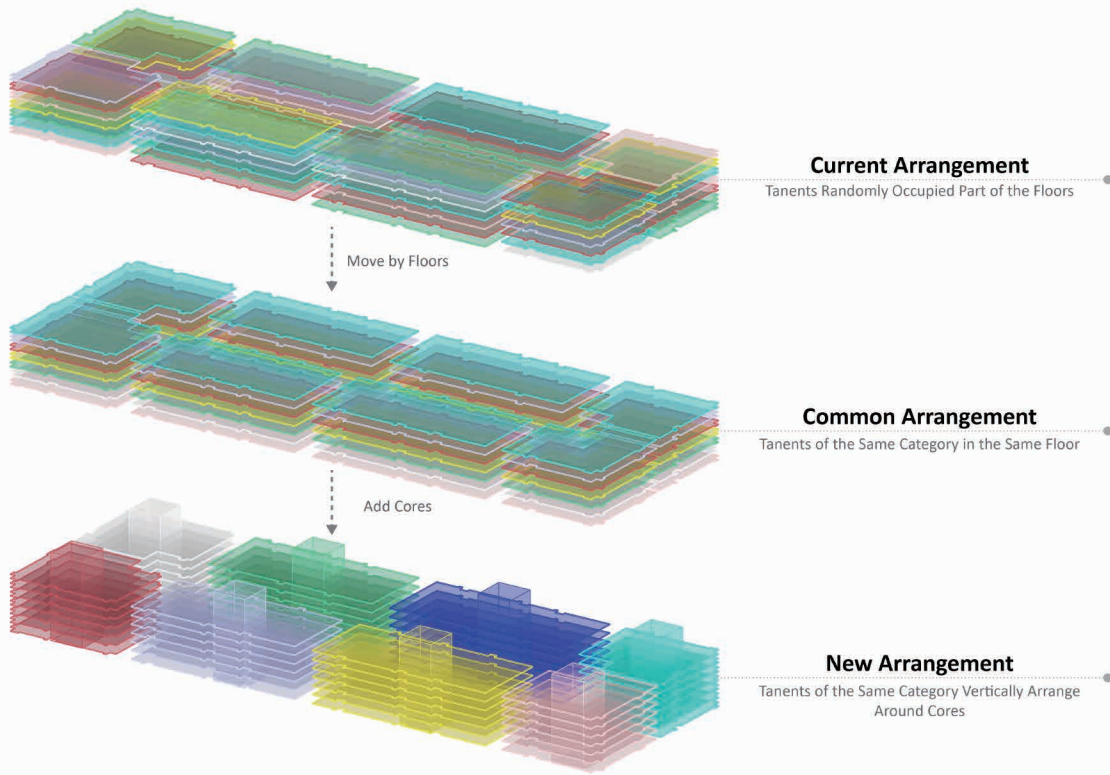 Current Arrangement
Tanents Randomly Occupied Part of the Floors
Move by Floors
Common Arrangement
Tanents of the Same Category in the Same Floor
Add Cores
New Arrangement
Tanents of the Same Category Vertically Arrange
Around Cores